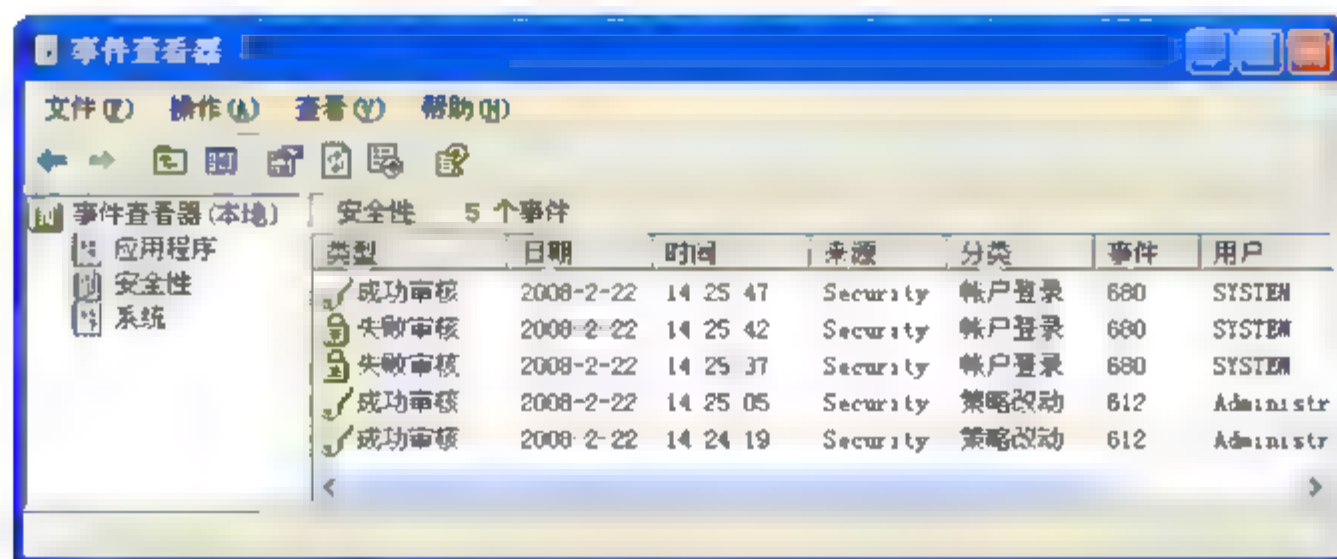 事件查看器
文件(F) 操作(A) 查看(V) 帮助(H)
事件查看器(本地)
应用程序
安全性
系统
安全性 5 个事件
类型 日期 时间 来源 分类 事件 用户
成功审核 2008-2-22 14 25 47 Security 帐户登录 680 SYSTEM
失败审核 2008-2-22 14 25 42 Security 帐户登录 680 SYSTEM
失败审核 2008-2-22 14 25 37 Security 帐户登录 680 SYSTEM
成功审核 2008-2-22 14 25 05 Security 策略改动 612 Administr
成功审核 2008-2-22 14 24 19 Security 策略改动 612 Administr